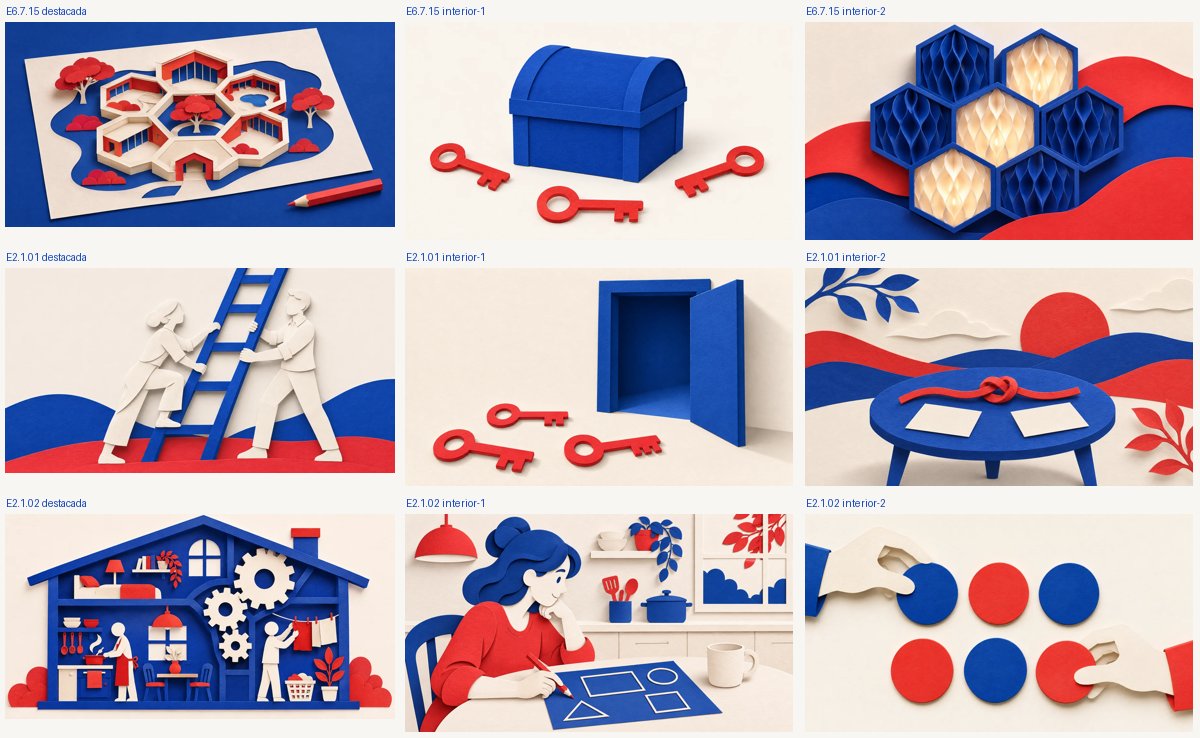 E6.7.15 destacada
E6.7.15 interior-1
E6.7.15 interior-2
E2.1.01 destacada
E2.1.01 interior-1
E2.1.01 interior-2
E2.1.02 destacada
E2.1.02 interior-1
E2.1.02 interior-2